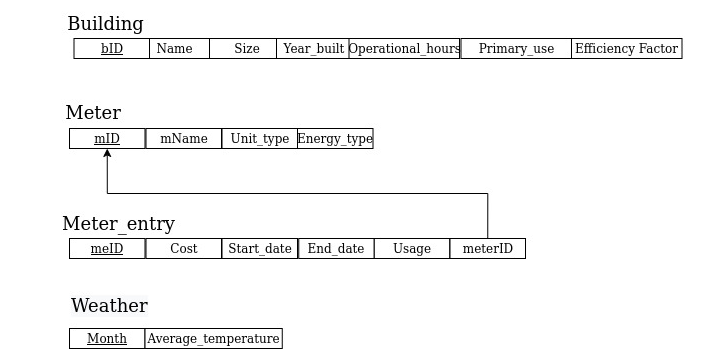 Building
bID Name Size Year_built Operational_hours Primary_use Efficiency Factor
Meter
mID mName Unit_type Energy_type
Meter_entry
meID Cost Start_date End_date Usage meterID
Weather
Month Average_temperature